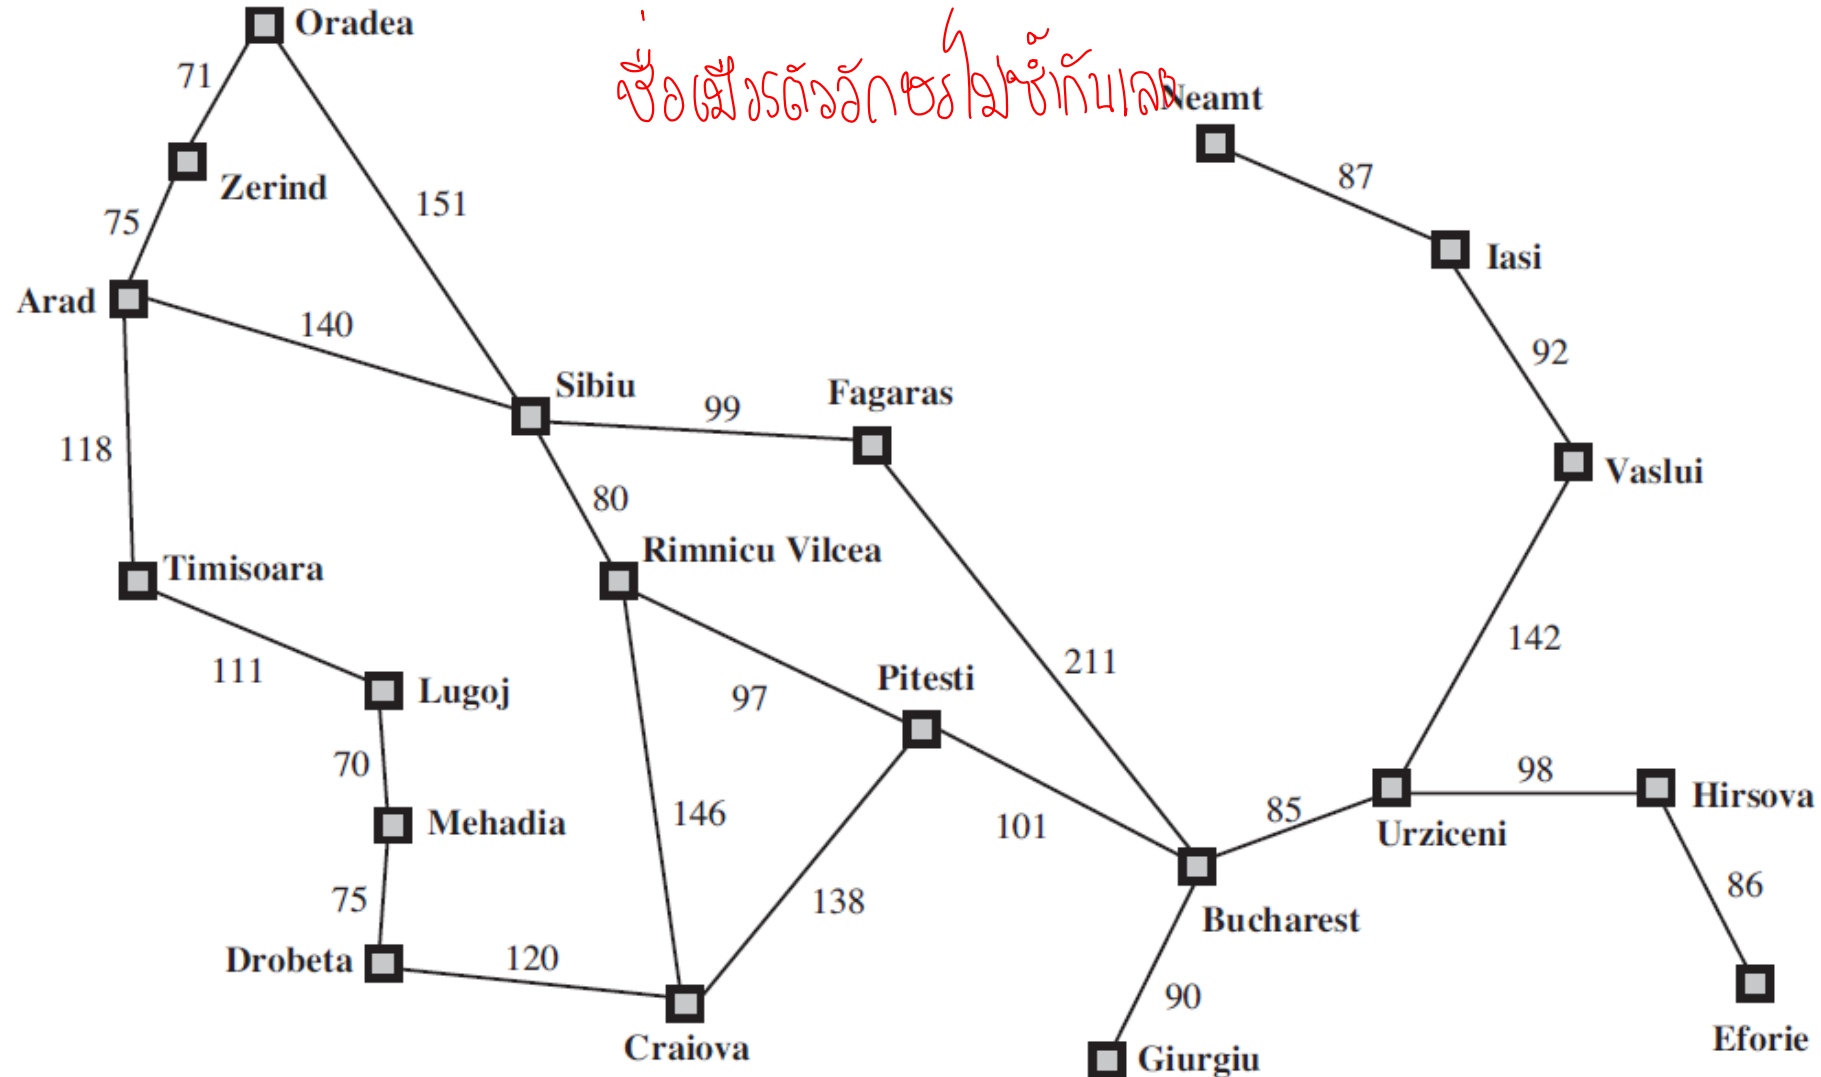 Oradea
ชื่อเมืองตัวอักษรไม่ซ้ำกันเลย
Neamt
71
87
Zerind
151
Iasi
75
Arad
140
92
Sibiu
99
Fagaras
118
80
Vaslui
Rimnicu Vilcea
Timisoara
142
211
111
Lugoj
97
Pitesti
70
98
Hirsova
146
85
Mehadia
101
Urziceni
75
138
86
Bucharest
Drobeta
120
90
Craiova
Giurgiu
Eforie